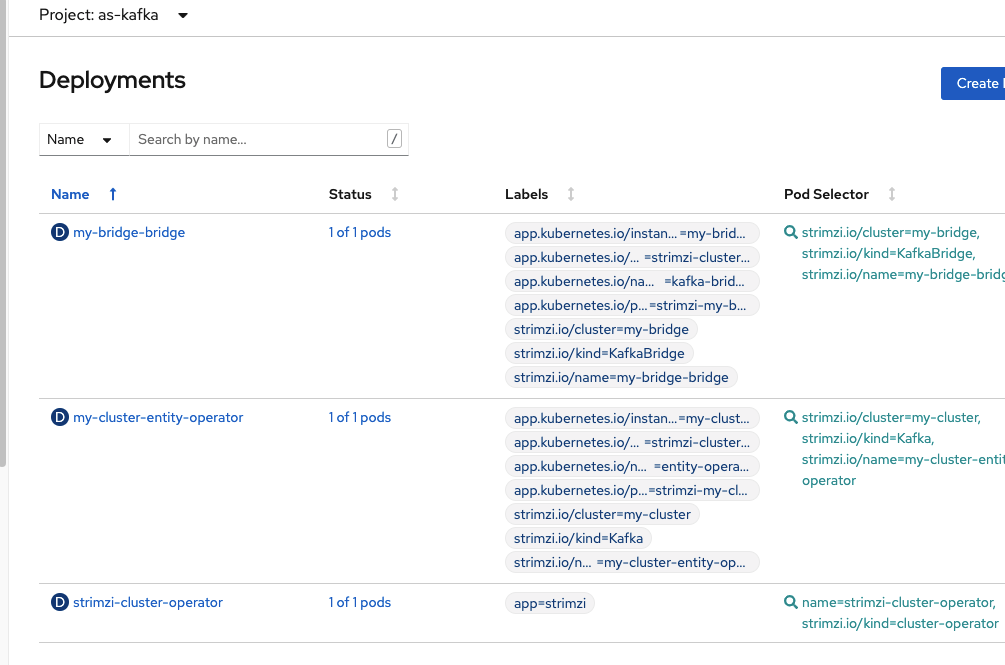 Project: as-kafka
Deployments
Create
Name Search by name... /
Name Status Labels Pod Selector
D my-bridge-bridge 1 of 1 pods
app.kubernetes.io/instan... =my-brid...
app.kubernetes.io/... =strimzi-cluster...
app.kubernetes.io/na... =kafka-brid...
app.kubernetes.io/p...=strimzi-my-b...
strimzi.io/cluster=my-bridge
strimzi.io/kind=KafkaBridge
strimzi.io/name=my-bridge-bridge
strimzi.io/cluster=my-bridge,
strimzi.io/kind=KafkaBridge,
strimzi.io/name=my-bridge-bridg
D my-cluster-entity-operator 1 of 1 pods
app.kubernetes.io/instan...=my-clust...
app.kubernetes.io/... =strimzi-cluster...
app.kubernetes.io/n... =entity-opera...
app.kubernetes.io/p...=strimzi-my-cl...
strimzi.io/cluster=my-cluster
strimzi.io/kind=Kafka
strimzi.io/n... =my-cluster-entity-op...
strimzi.io/cluster=my-cluster,
strimzi.io/kind=Kafka,
strimzi.io/name=my-cluster-entit
operator
D strimzi-cluster-operator 1 of 1 pods
app=strimzi
name=strimzi-cluster-operator,
strimzi.io/kind=cluster-operator